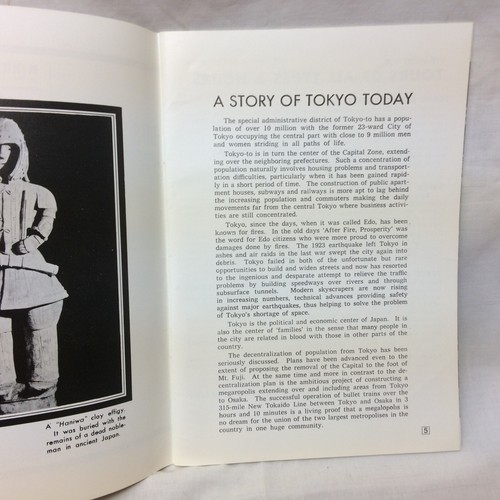 A "Haniwa" clay effigy.
It was buried with the
remains of a dead noble-
man in ancient Japan.
A STORY OF TOKYO TODAY
The special administrative district of Tokyo-to has a popu-
lation of over 10 million with the former 23-ward City of
Tokyo occupying the central part with close to 9 million men
and women striding in all paths of life.
Tokyo-to is in turn the center of the Capital Zone, extend-
ing over the neighboring prefectures. Such a concentration of
population naturally involves housing problems and transport-
ation difficulties, particularly when it has been gained rapid-
ly in a short period of time. The construction of public apart-
ment houses, subways and railways is more apt to lag behind
the increasing population and commuters making the daily
movements far from the central Tokyo where business activi-
ties are still concentrated.
Tokyo, since the days, when it was called Edo, has been
known for fires. In the old days 'After Fire, Prosperity' was
the word for Edo citizens who were more proud to overcome
damages done by fires. The 1923 earthquake left Tokyo in
ashes and air raids in the last war swept the city again into
debris. Tokyo failed in both of the unfortunate but rare
opportunities to build and widen streets and now has resorted
to the ingenious and desparate attempt to relieve the traffic
problems by building speedways over rivers and through
subsurface tunnels. Modern skyscrapers are now rising
in increasing numbers, technical advances providing safety
against major earthquakes, thus helping to solve the problem
of Tokyo's shortage of space.
Tokyo is the political and economic center of Japan. It is
also the center of 'families' in the sense that many people in
the city are related in blood with those in other parts of the
country.
The decentralization of population from Tokyo has been
seriously discussed. Plans have been advanced even to the
extent of proposing the removal of the Capital to the foot of
Mt. Fuji. At the same time and more in contrast to the de-
centralization plan is the ambitious project of constructing a
megaropolis extending over and including areas from Tokyo
to Osaka. The successful operation of bullet trains over the
315-mile New Tokaido Line between Tokyo and Osaka in 3
hours and 10 minutes is a living proof that a megalopolis is
no dream for the union of the two largest metropolises in the
country in one huge community.
5